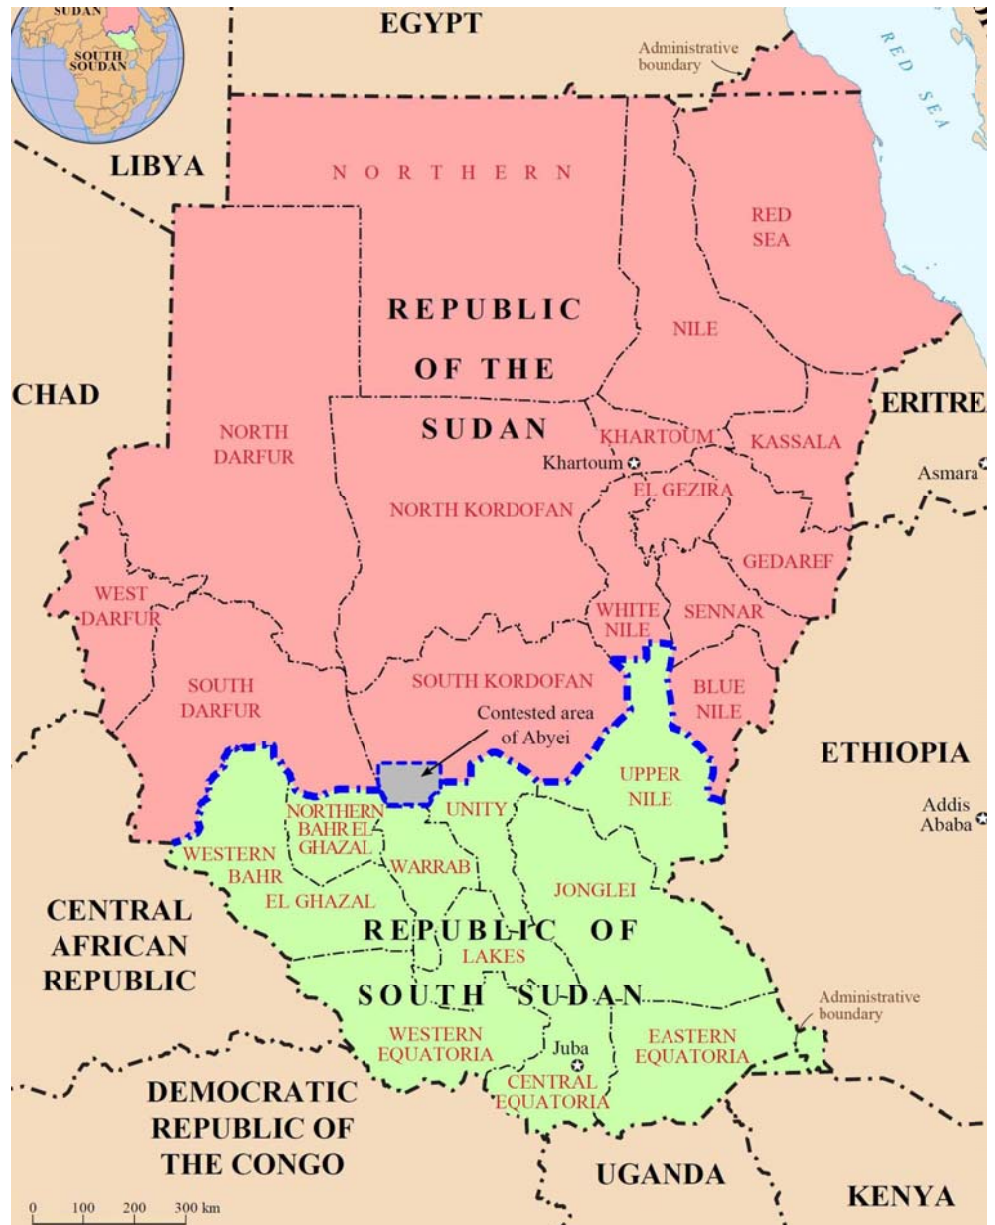 SUDAN
SOUTH
SOUDAN
EGYPT
Administrative
boundary
RED SEA
LIBYA
NORTHERN
RED
SEA
REPUBLIC
OF THE
SUDAN
NILE
CHAD
ERITREA
NORTH
DARFUR
KHARTOUM
KASSALA
Khartoum
Asmara
EL GEZIRA
NORTH KORDOFAN
GEDAREF
WEST
DARFUR
WHITE
NILE
SENNAR
SOUTH
DARFUR
SOUTH KORDOFAN
BLUE
NILE
Contested area
of Abyei
ETHIOPIA
UPPER
NILE
Addis
Ababa
NORTHERN
BAHR EL
GHAZAL
UNITY
WESTERN
BAHR
EL GHAZAL
WARRAB
JONGLEI
CENTRAL
AFRICAN
REPUBLIC
REPUBLIC OF
SOUTH SUDAN
LAKES
Administrative
boundary
WESTERN
EQUATORIA
EASTERN
EQUATORIA
Juba
CENTRAL
EQUATORIA
DEMOCRATIC
REPUBLIC OF
THE CONGO
UGANDA
KENYA
0 100 200 300 km